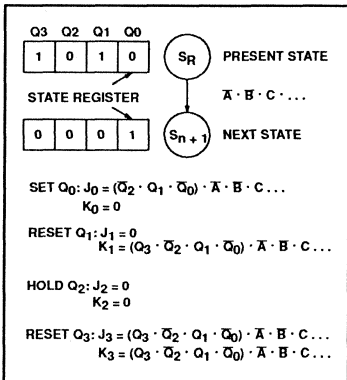 Q3 Q2 Q1 Q0
1 0 1 0
SR
PRESENT STATE
STATE REGISTER
A̅ · B̅ · C · ...
0 0 0 1
Sn + 1
NEXT STATE
SET Q0: J0 = (Q̅2 · Q1 · Q̅0) · A̅ · B̅ · C ...
K0 = 0
RESET Q1: J1 = 0
K1 = (Q3 · Q̅2 · Q1 · Q̅0) · A̅ · B̅ · C ...
HOLD Q2: J2 = 0
K2 = 0
RESET Q3: J3 = (Q3 · Q̅2 · Q1 · Q̅0) · A̅ · B̅ · C ...
K3 = (Q3 · Q̅2 · Q1 · Q̅0) · A̅ · B̅ · C ...